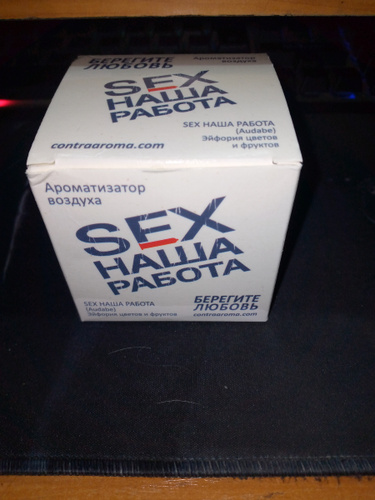 БЕРЕГИТЕ
ЛЮБОВЬ
Ароматизатор
воздуха
SEX
НАША
РАБОТА
SEX НАША РАБОТА
(Audabe)
Эйфория цветов
и фруктов
contraaroma.com
Ароматизатор
воздуха
SEX
НАША
РАБОТА
SEX НАША РАБОТА
(Audabe)
Эйфория цветов и фруктов
БЕРЕГИТЕ
ЛЮБОВЬ
contraaroma.com